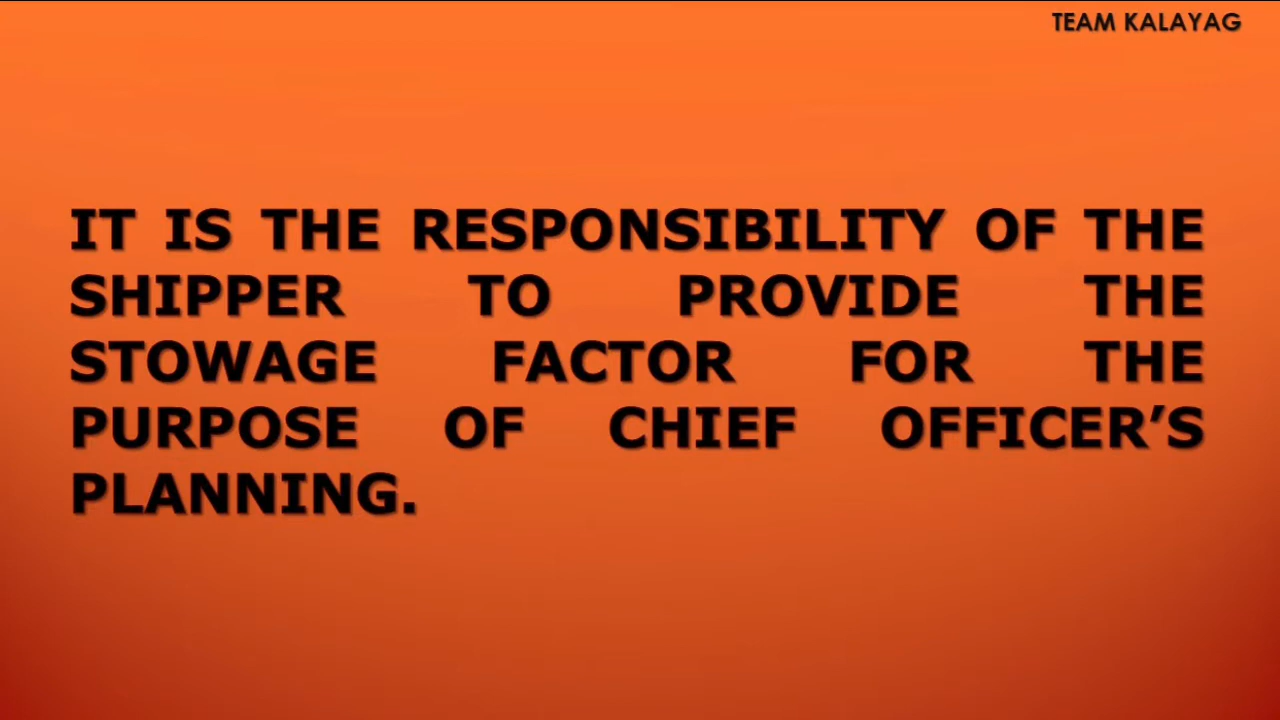 TEAM KALAYAG
IT IS THE RESPONSIBILITY OF THE
SHIPPER TO PROVIDE THE
STOWAGE FACTOR FOR THE
PURPOSE OF CHIEF OFFICER’S
PLANNING.